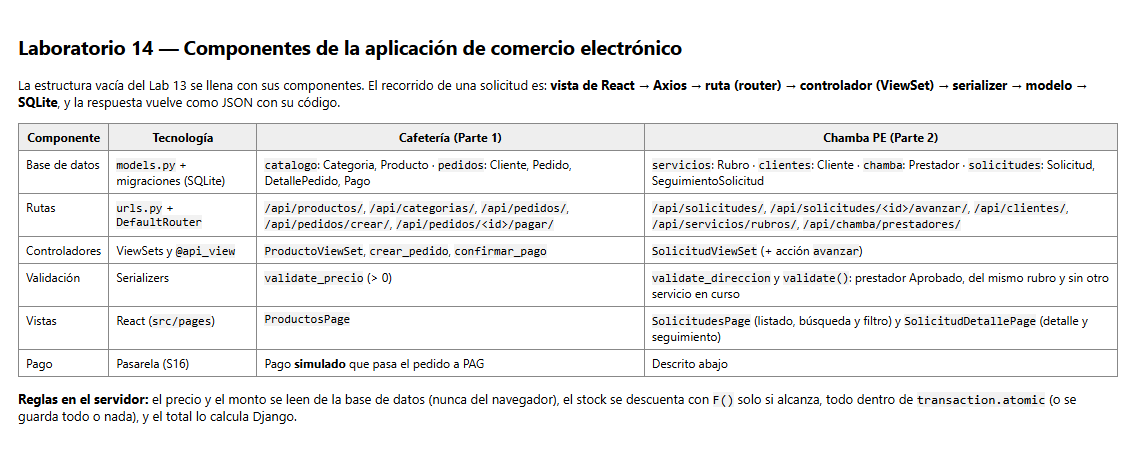 Laboratorio 14 — Componentes de la aplicación de comercio electrónico
La estructura vacía del Lab 13 se llena con sus componentes. El recorrido de una solicitud es: vista de React → Axios → ruta (router) → controlador (ViewSet) → serializer → modelo →
SQLite, y la respuesta vuelve como JSON con su código.
Componente Tecnología Cafetería (Parte 1) Chamba PE (Parte 2)
Base de datos models.py + migraciones (SQLite) catalogo: Categoria, Producto · pedidos: Cliente, Pedido, DetallePedido, Pago servicios: Rubro · clientes: Cliente · chamba: Prestador · solicitudes: Solicitud, SeguimientoSolicitud
Rutas urls.py + DefaultRouter /api/productos/, /api/categorias/, /api/pedidos/, /api/pedidos/crear/, /api/pedidos/<id>/pagar/ /api/solicitudes/, /api/solicitudes/<id>/avanzar/, /api/clientes/, /api/servicios/rubros/, /api/chamba/prestadores/
Controladores ViewSets y @api_view ProductoViewSet, crear_pedido, confirmar_pago SolicitudViewSet (+ acción avanzar)
Validación Serializers validate_precio (> 0) validate_direccion y validate(): prestador Aprobado, del mismo rubro y sin otro servicio en curso
Vistas React (src/pages) ProductosPage SolicitudesPage (listado, búsqueda y filtro) y SolicitudDetallePage (detalle y seguimiento)
Pago Pasarela (S16) Pago simulado que pasa el pedido a PAG Descrito abajo
Reglas en el servidor: el precio y el monto se leen de la base de datos (nunca del navegador), el stock se descuenta con F() solo si alcanza, todo dentro de transaction.atomic (o se
guarda todo o nada), y el total lo calcula Django.